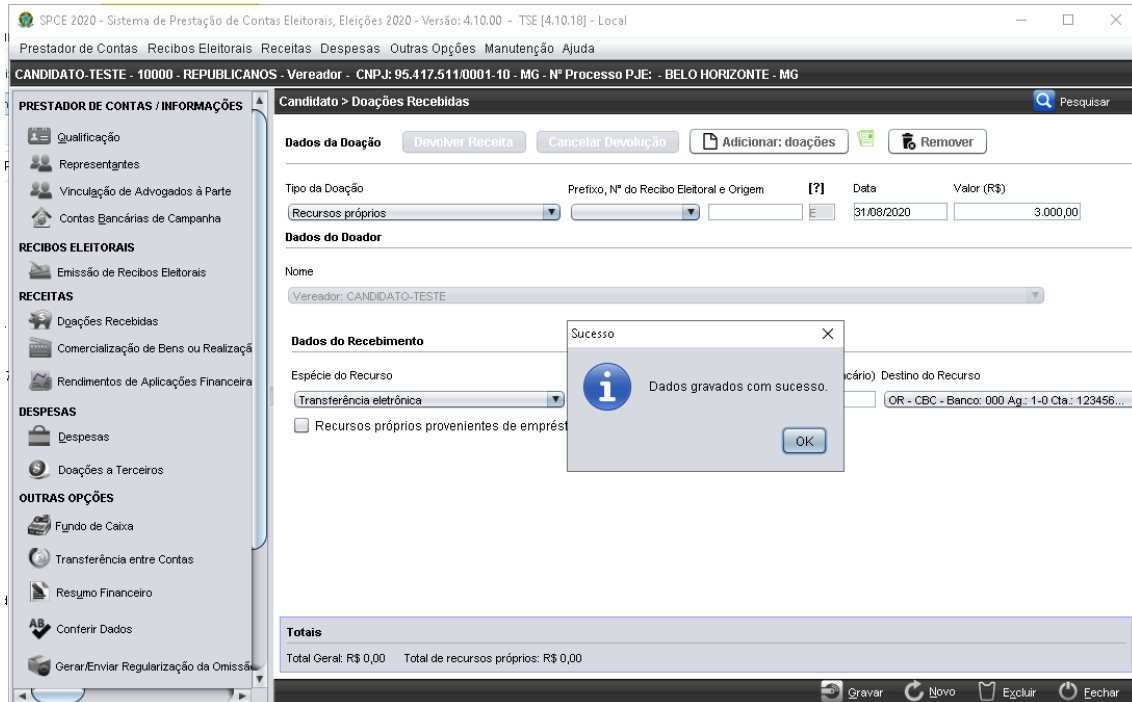 SPCE 2020 - Sistema de Prestação de Contas Eleitorais, Eleições 2020 - Versão: 4.10.00 - TSE [4.10.18] - Local
Prestador de Contas Recibos Eleitorais Receitas Despesas Outras Opções Manutenção Ajuda
CANDIDATO-TESTE - 10000 - REPUBLICANOS - Vereador - CNPJ: 95.417.511/0001-10 - MG - Nº Processo PJE: - BELO HORIZONTE - MG
PRESTADOR DE CONTAS / INFORMAÇÕES
Qualificação
Representantes
Vinculação de Advogados à Parte
Contas Bancárias de Campanha
RECIBOS ELEITORAIS
Emissão de Recibos Eleitorais
RECEITAS
Doações Recebidas
Comercialização de Bens ou Realizaçã
Rendimentos de Aplicações Financeira
DESPESAS
Despesas
Doações a Terceiros
OUTRAS OPÇÕES
Fundo de Caixa
Transferência entre Contas
Resumo Financeiro
Conferir Dados
Gerar/Enviar Regularização da Omissã
Candidato > Doações Recebidas
Pesquisar
Dados da Doação
Devolver Receita
Cancelar Devolução
Adicionar: doações
Remover
Tipo da Doação
Prefixo, Nº do Recibo Eleitoral e Origem
[?]
Data
Valor (R$)
Recursos próprios
E
31/08/2020
3.000,00
Dados do Doador
Nome
Vereador: CANDIDATO-TESTE
Dados do Recebimento
Espécie do Recurso
cário) Destino do Recurso
Transferência eletrônica
OR - CBC - Banco: 000 Ag.: 1-0 Cta.: 123456...
Recursos próprios provenientes de emprést
Sucesso
Dados gravados com sucesso.
OK
Totais
Total Geral: R$ 0,00 Total de recursos próprios: R$ 0,00
Gravar Novo Excluir Fechar